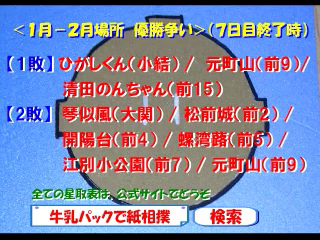 ＜１月－２月場所 優勝争い＞（７日目終了時）
【１敗】ひがしくん（小結）／ 元町山（前９）／
清田のんちゃん（前１５）
【２敗】琴似風（大関）／ 松前城（前２）／
開陽台（前４）／ 螺湾蕗（前５）／
江別小公園（前７）／ 元町山（前９）
全ての星取表は、公式サイトでどうぞ
牛乳パックで紙相撲 検索